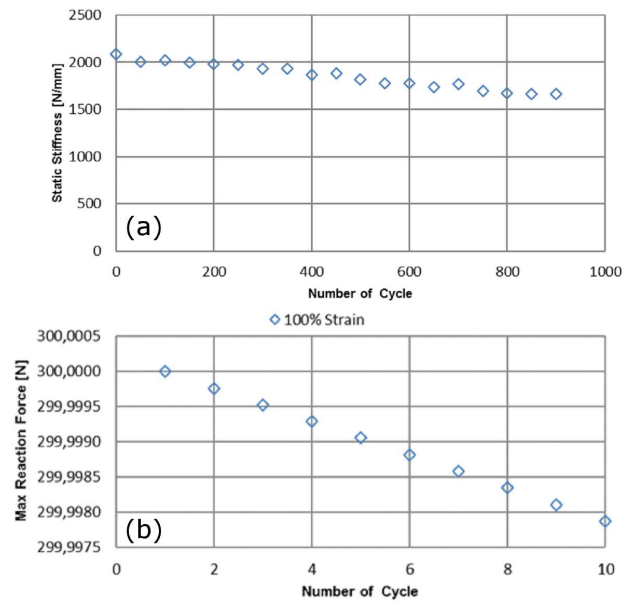 2500
2000
1500
1000
500
0
Static Stiffness [N/mm]
(a)
0 200 400 600 800 1000
Number of Cycle
100% Strain
300,0005
300,0000
299,9995
299,9990
299,9985
299,9980
299,9975
Max Reaction Force [N]
(b)
0 2 4 6 8 10
Number of Cycle